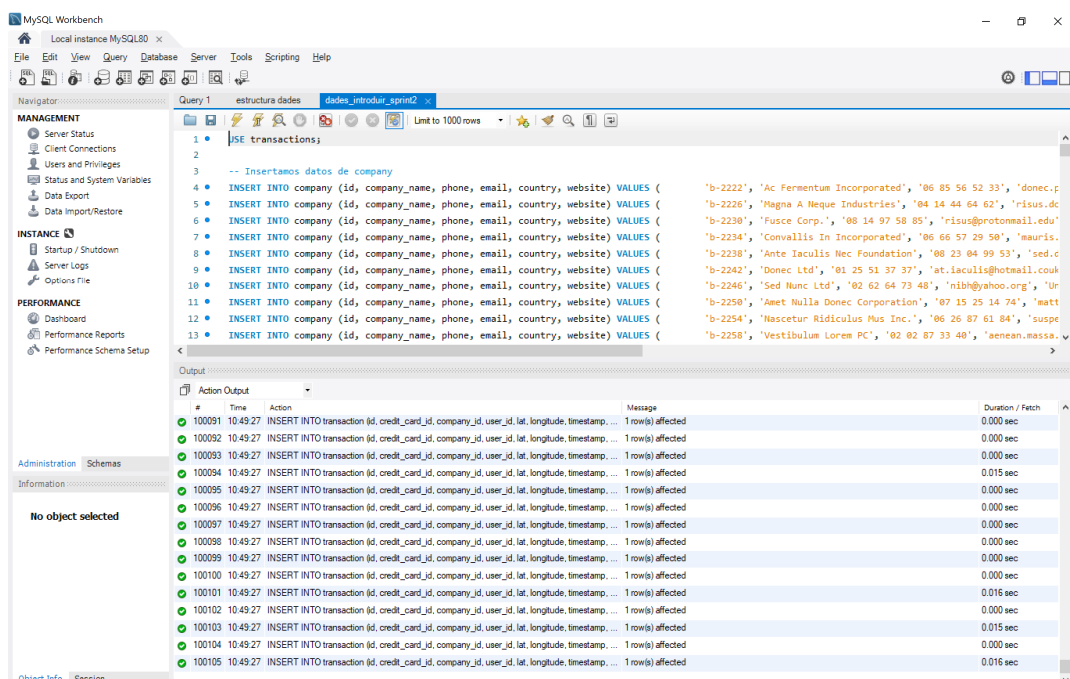 MySQL Workbench
Local instance MySQL80
File Edit View Query Database Server Tools Scripting Help
Navigator
MANAGEMENT
Server Status
Client Connections
Users and Privileges
Status and System Variables
Data Export
Data Import/Restore
INSTANCE
Startup / Shutdown
Server Logs
Options File
PERFORMANCE
Dashboard
Performance Reports
Performance Schema Setup
Administration Schemas
Information
No object selected
Object Info Session
Query 1 estructura dades dades_introduir_sprint2
Limit to 1000 rows
1 USE transactions;
2
3 -- Insertamos datos de company
4 INSERT INTO company (id, company_name, phone, email, country, website) VALUES ( 'b-2222', 'Ac Fermentum Incorporated', '06 85 56 52 33', 'donec.p
5 INSERT INTO company (id, company_name, phone, email, country, website) VALUES ( 'b-2226', 'Magna A Neque Industries', '04 14 44 64 62', 'risus.do
6 INSERT INTO company (id, company_name, phone, email, country, website) VALUES ( 'b-2230', 'Fusce Corp.', '08 14 97 58 85', 'risus@protonmail.edu'
7 INSERT INTO company (id, company_name, phone, email, country, website) VALUES ( 'b-2234', 'Convallis In Incorporated', '06 66 57 29 50', 'mauris.
8 INSERT INTO company (id, company_name, phone, email, country, website) VALUES ( 'b-2238', 'Ante Iaculis Nec Foundation', '08 23 04 99 53', 'sed.d
9 INSERT INTO company (id, company_name, phone, email, country, website) VALUES ( 'b-2242', 'Donec Ltd', '01 25 51 37 37', 'at.iaculis@hotmail.couk
10 INSERT INTO company (id, company_name, phone, email, country, website) VALUES ( 'b-2246', 'Sed Nunc Ltd', '02 62 64 73 48', 'nibh@yahoo.org', 'Un
11 INSERT INTO company (id, company_name, phone, email, country, website) VALUES ( 'b-2250', 'Amet Nulla Donec Corporation', '07 15 25 14 74', 'matt
12 INSERT INTO company (id, company_name, phone, email, country, website) VALUES ( 'b-2254', 'Nascetur Ridiculus Mus Inc.', '06 26 87 61 84', 'suspe
13 INSERT INTO company (id, company_name, phone, email, country, website) VALUES ( 'b-2258', 'Vestibulum Lorem PC', '02 02 87 33 40', 'aenean.massa.
Output
Action Output
# Time Action Message Duration / Fetch
100091 10:49:27 INSERT INTO transaction (id, credit_card_id, company_id, user_id, lat, longitude, timestamp, ... 1 row(s) affected 0.000 sec
100092 10:49:27 INSERT INTO transaction (id, credit_card_id, company_id, user_id, lat, longitude, timestamp, ... 1 row(s) affected 0.000 sec
100093 10:49:27 INSERT INTO transaction (id, credit_card_id, company_id, user_id, lat, longitude, timestamp, ... 1 row(s) affected 0.000 sec
100094 10:49:27 INSERT INTO transaction (id, credit_card_id, company_id, user_id, lat, longitude, timestamp, ... 1 row(s) affected 0.015 sec
100095 10:49:27 INSERT INTO transaction (id, credit_card_id, company_id, user_id, lat, longitude, timestamp, ... 1 row(s) affected 0.000 sec
100096 10:49:27 INSERT INTO transaction (id, credit_card_id, company_id, user_id, lat, longitude, timestamp, ... 1 row(s) affected 0.000 sec
100097 10:49:27 INSERT INTO transaction (id, credit_card_id, company_id, user_id, lat, longitude, timestamp, ... 1 row(s) affected 0.000 sec
100098 10:49:27 INSERT INTO transaction (id, credit_card_id, company_id, user_id, lat, longitude, timestamp, ... 1 row(s) affected 0.000 sec
100099 10:49:27 INSERT INTO transaction (id, credit_card_id, company_id, user_id, lat, longitude, timestamp, ... 1 row(s) affected 0.000 sec
100100 10:49:27 INSERT INTO transaction (id, credit_card_id, company_id, user_id, lat, longitude, timestamp, ... 1 row(s) affected 0.000 sec
100101 10:49:27 INSERT INTO transaction (id, credit_card_id, company_id, user_id, lat, longitude, timestamp, ... 1 row(s) affected 0.016 sec
100102 10:49:27 INSERT INTO transaction (id, credit_card_id, company_id, user_id, lat, longitude, timestamp, ... 1 row(s) affected 0.000 sec
100103 10:49:27 INSERT INTO transaction (id, credit_card_id, company_id, user_id, lat, longitude, timestamp, ... 1 row(s) affected 0.015 sec
100104 10:49:27 INSERT INTO transaction (id, credit_card_id, company_id, user_id, lat, longitude, timestamp, ... 1 row(s) affected 0.000 sec
100105 10:49:27 INSERT INTO transaction (id, credit_card_id, company_id, user_id, lat, longitude, timestamp, ... 1 row(s) affected 0.016 sec